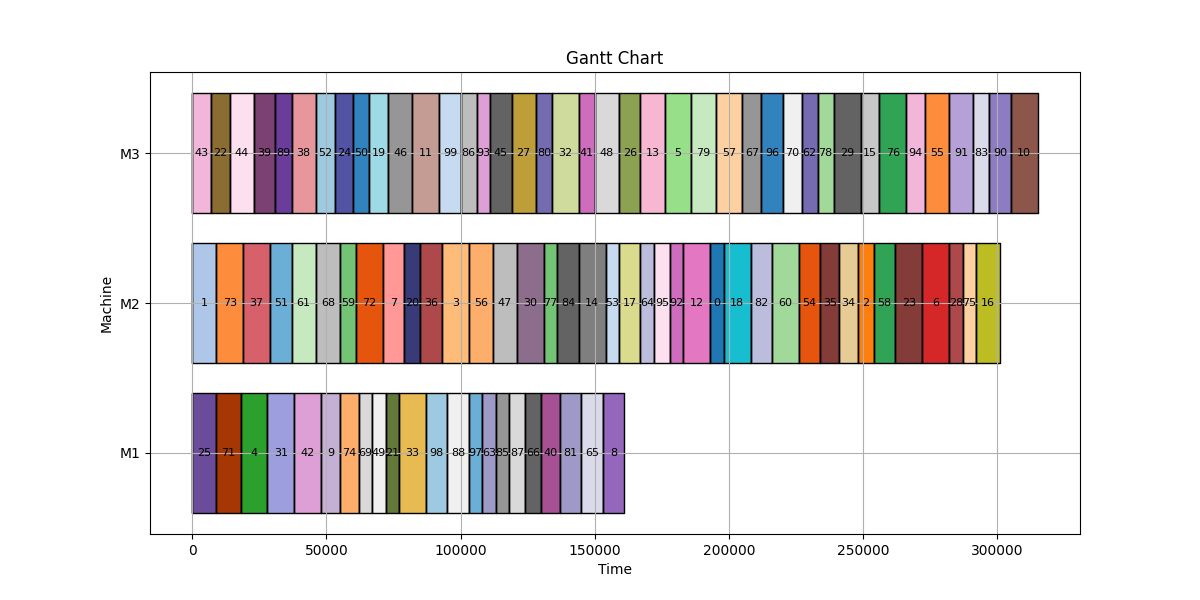 Gantt Chart
M3
43 22 44 39 89 38 52 24 50 19 46 11 99 86 93 45 27 80 32 41 48 26 13 5 79 57 67 96 70 62 78 29 15 76 94 55 91 83 90 10
Machine
M2
1 73 37 51 61 68 59 72 7 20 36 3 56 47 30 77 84 14 53 17 64 95 92 12 0 18 82 60 54 35 34 2 58 23 6 28 75 16
M1
25 71 4 31 42 9 74 69 49 21 33 98 88 97 63 85 87 66 40 81 65 8
0 50000 100000 150000 200000 250000 300000
Time